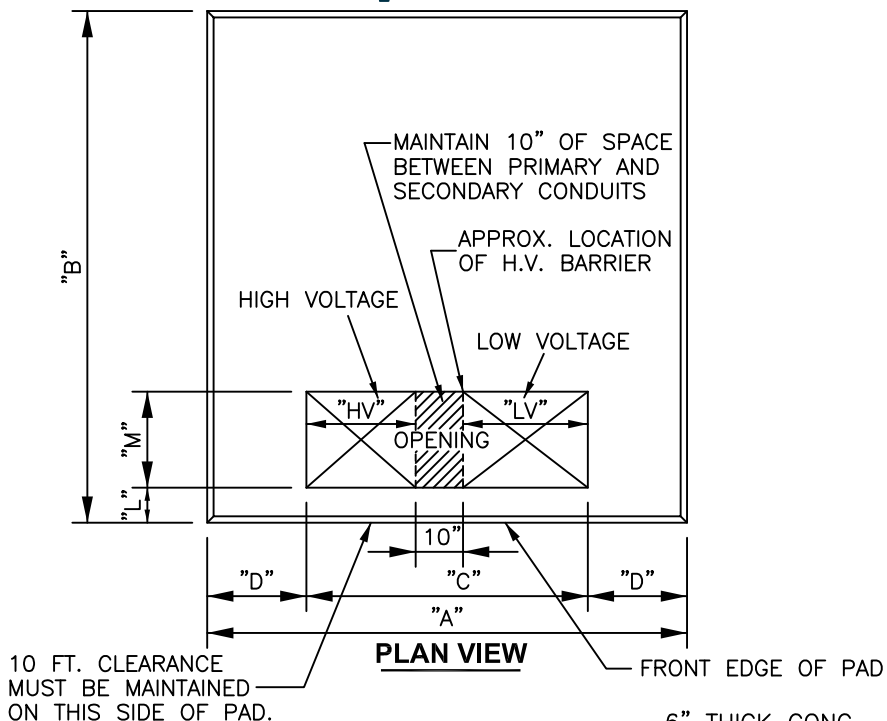 MAINTAIN 10” OF SPACE
BETWEEN PRIMARY AND
SECONDARY CONDUITS
APPROX. LOCATION
OF H.V. BARRIER
”B”
HIGH VOLTAGE
LOW VOLTAGE
”HV”
”LV”
OPENING
”M”
”L”
10”
”D”
”C”
”D”
”A”
PLAN VIEW
10 FT. CLEARANCE
MUST BE MAINTAINED
ON THIS SIDE OF PAD.
FRONT EDGE OF PAD
6” THICK CONC